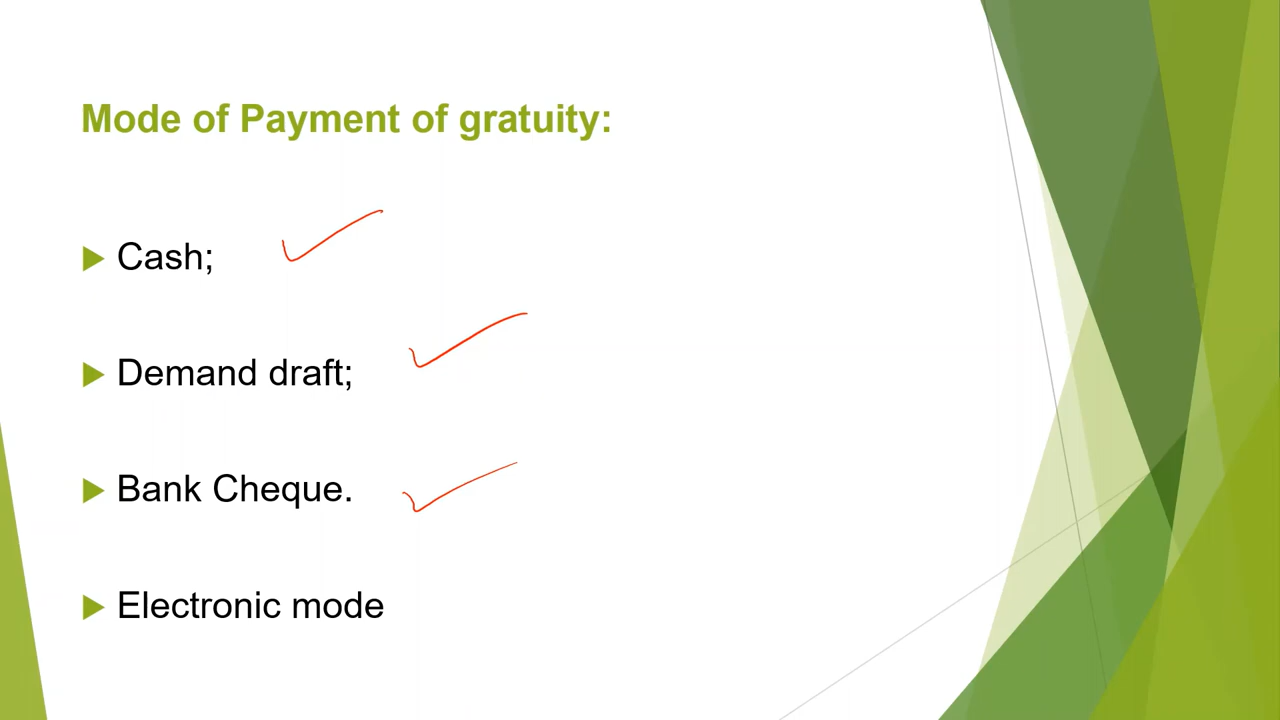 Mode of Payment of gratuity:
Cash;
Demand draft;
Bank Cheque.
Electronic mode